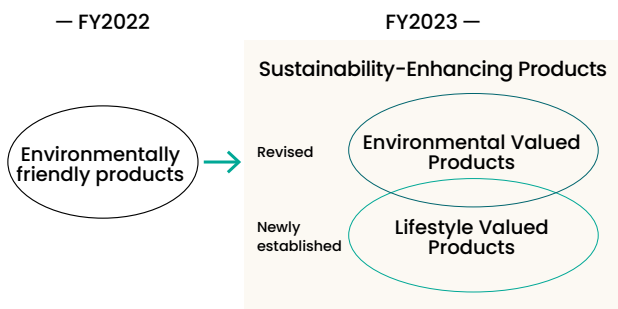 — FY2022
FY2023 —
Sustainability-Enhancing Products
Environmentally
friendly products
Revised
Environmental Valued
Products
Newly
established
Lifestyle Valued
Products